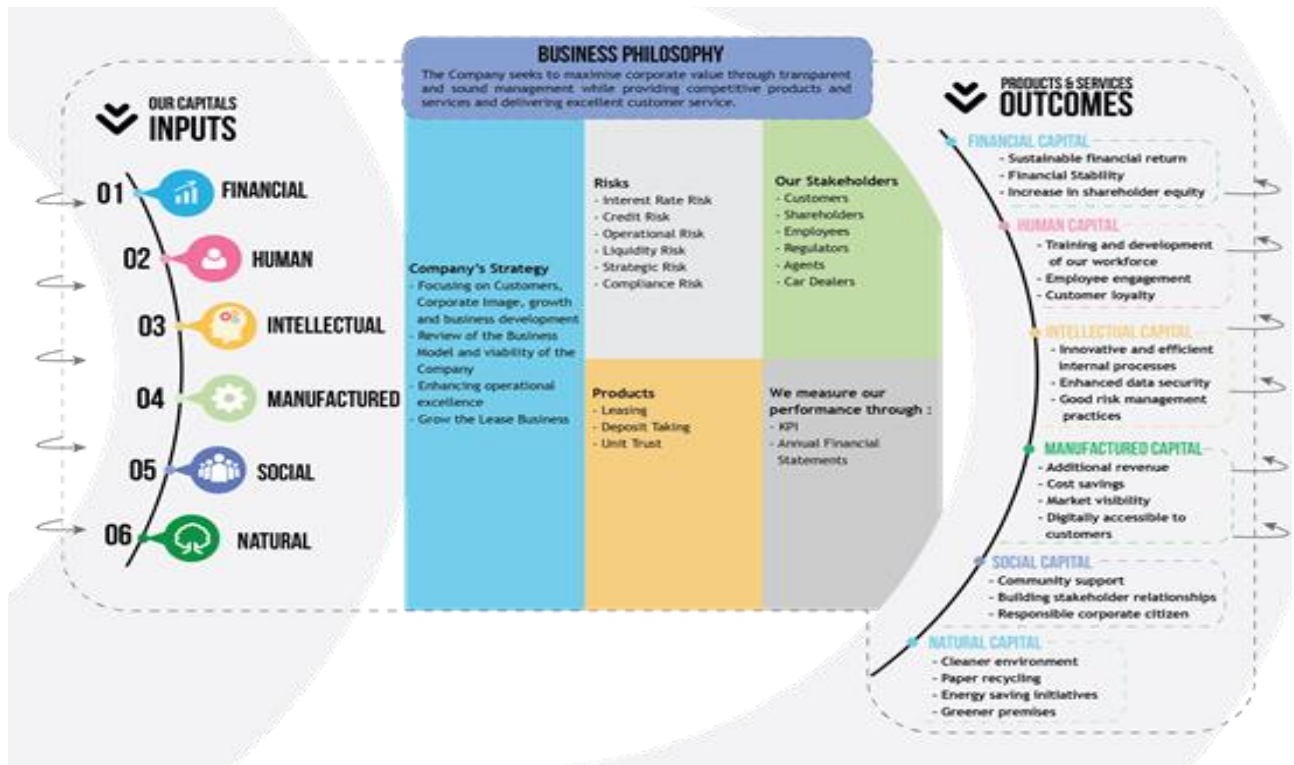 BUSINESS PHILOSOPHY
The Company seeks to maximise corporate value through transparent
and sound management while providing competitive products and
services and delivering excellent customer service.
OUR CAPITALS
INPUTS
01 FINANCIAL
02 HUMAN
03 INTELLECTUAL
04 MANUFACTURED
05 SOCIAL
06 NATURAL
Company's Strategy
- Focusing on Customers,
Corporate Image, growth
and business development
- Review of the Business
Model and viability of the
Company
- Enhancing operational
excellence
- Grow the Lease Business
Risks
- Interest Rate Risk
- Credit Risk
- Operational Risk
- Liquidity Risk
- Strategic Risk
- Compliance Risk
Our Stakeholders
- Customers
- Shareholders
- Employees
- Regulators
- Agents
- Car Dealers
Products
- Leasing
- Deposit Taking
- Unit Trust
We measure our
performance through :
- KPI
- Annual Financial
Statements
PRODUCTS & SERVICES
OUTCOMES
FINANCIAL CAPITAL
- Sustainable financial return
- Financial Stability
- Increase in shareholder equity
HUMAN CAPITAL
- Training and development
of our workforce
- Employee engagement
- Customer loyalty
INTELLECTUAL CAPITAL
- Innovative and efficient
internal processes
- Enhanced data security
- Good risk management
practices
MANUFACTURED CAPITAL
- Additional revenue
- Cost savings
- Market visibility
- Digitally accessible to
customers
SOCIAL CAPITAL
- Community support
- Building stakeholder relationships
- Responsible corporate citizen
NATURAL CAPITAL
- Cleaner environment
- Paper recycling
- Energy saving initiatives
- Greener premises